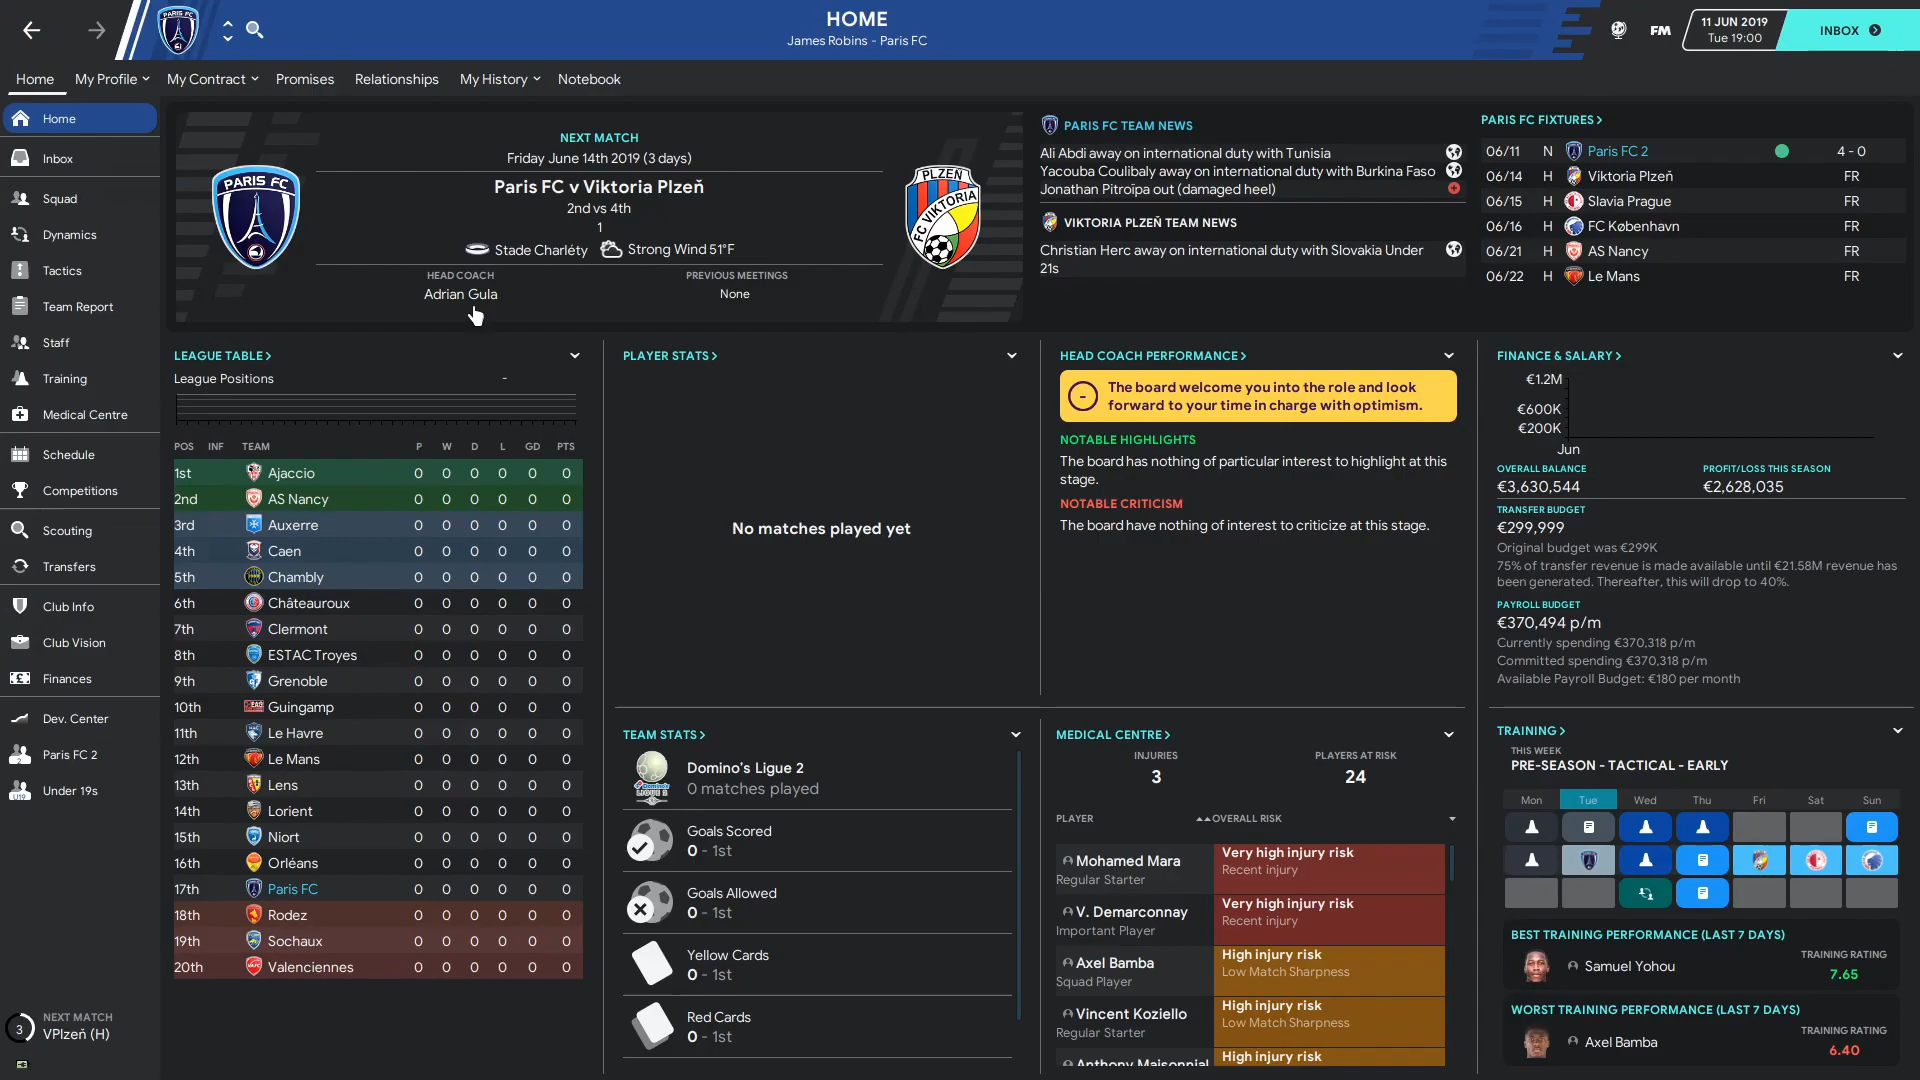 HOME
James Robins - Paris FC
FM
11 JUN 2019
Tue 19:00
INBOX
Home
My Profile
My Contract
Promises
Relationships
My History
Notebook
Home
Inbox
Squad
Dynamics
Tactics
Team Report
Staff
Training
Medical Centre
Schedule
Competitions
Scouting
Transfers
Club Info
Club Vision
Finances
Dev. Center
Paris FC 2
Under 19s
3
NEXT MATCH
VPlzeň (H)
PARIS FC
NEXT MATCH
Friday June 14th 2019 (3 days)
Paris FC v Viktoria Plzeň
2nd vs 4th
1
Stade Charléty
Strong Wind 51°F
HEAD COACH
Adrian Gula
PREVIOUS MEETINGS
None
PLZEŇ
FC VIKTORIA
PARIS FC TEAM NEWS
Ali Abdi away on international duty with Tunisia
Yacouba Coulibaly away on international duty with Burkina Faso
Jonathan Pitroïpa out (damaged heel)
VIKTORIA PLZEŇ TEAM NEWS
Christian Herc away on international duty with Slovakia Under
21s
PARIS FC FIXTURES >
06/11 N Paris FC 2 4 - 0
06/14 H Viktoria Plzeň FR
06/15 H Slavia Prague FR
06/16 H FC København FR
06/21 H AS Nancy FR
06/22 H Le Mans FR
LEAGUE TABLE >
League Positions -
POS INF TEAM P W D L GD PTS
1st Ajaccio 0 0 0 0 0 0
2nd AS Nancy 0 0 0 0 0 0
3rd Auxerre 0 0 0 0 0 0
4th Caen 0 0 0 0 0 0
5th Chambly 0 0 0 0 0 0
6th Châteauroux 0 0 0 0 0 0
7th Clermont 0 0 0 0 0 0
8th ESTAC Troyes 0 0 0 0 0 0
9th Grenoble 0 0 0 0 0 0
10th Guingamp 0 0 0 0 0 0
11th Le Havre 0 0 0 0 0 0
12th Le Mans 0 0 0 0 0 0
13th Lens 0 0 0 0 0 0
14th Lorient 0 0 0 0 0 0
15th Niort 0 0 0 0 0 0
16th Orléans 0 0 0 0 0 0
17th Paris FC 0 0 0 0 0 0
18th Rodez 0 0 0 0 0 0
19th Sochaux 0 0 0 0 0 0
20th Valenciennes 0 0 0 0 0 0
PLAYER STATS >
No matches played yet
TEAM STATS >
Domino's Ligue 2
0 matches played
Goals Scored
0 - 1st
Goals Allowed
0 - 1st
Yellow Cards
0 - 1st
Red Cards
0 - 1st
HEAD COACH PERFORMANCE >
The board welcome you into the role and look
forward to your time in charge with optimism.
NOTABLE HIGHLIGHTS
The board has nothing of particular interest to highlight at this
stage.
NOTABLE CRITICISM
The board have nothing of interest to criticize at this stage.
MEDICAL CENTRE >
INJURIES
3
PLAYERS AT RISK
24
PLAYER OVERALL RISK
Mohamed Mara
Regular Starter
Very high injury risk
Recent injury
V. Demarconnay
Important Player
Very high injury risk
Recent injury
Axel Bamba
Squad Player
High injury risk
Low Match Sharpness
Vincent Koziello
Regular Starter
High injury risk
Low Match Sharpness
Anthony Maisonnial
High injury risk
FINANCE & SALARY >
€1.2M
€600K
€200K
Jun
OVERALL BALANCE
€3,630,544
PROFIT/LOSS THIS SEASON
€2,628,035
TRANSFER BUDGET
€299,999
Original budget was €299K
75% of transfer revenue is made available until €21.58M revenue has
been generated. Thereafter, this will drop to 40%.
PAYROLL BUDGET
€370,494 p/m
Currently spending €370,318 p/m
Committed spending €370,318 p/m
Available Payroll Budget: €180 per month
TRAINING >
THIS WEEK
PRE-SEASON - TACTICAL - EARLY
Mon Tue Wed Thu Fri Sat Sun
BEST TRAINING PERFORMANCE (LAST 7 DAYS)
Samuel Yohou
TRAINING RATING
7.65
WORST TRAINING PERFORMANCE (LAST 7 DAYS)
Axel Bamba
TRAINING RATING
6.40